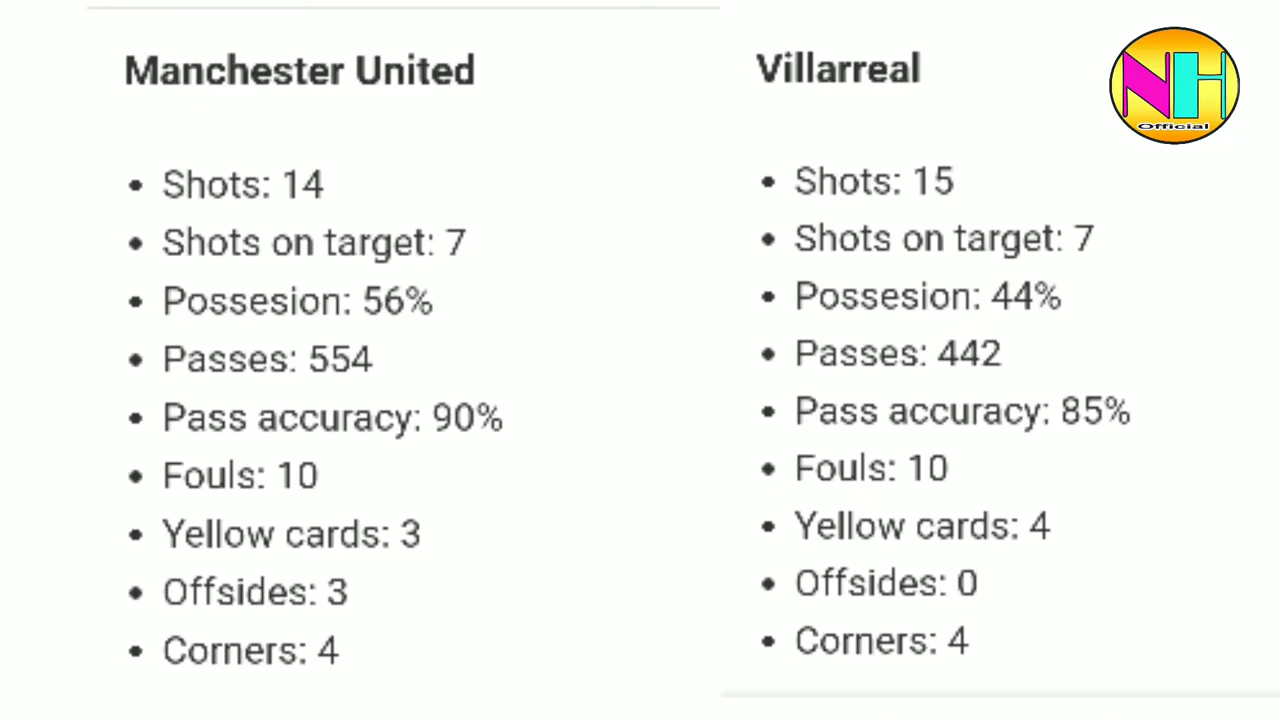 Manchester United
• Shots: 14
• Shots on target: 7
• Possesion: 56%
• Passes: 554
• Pass accuracy: 90%
• Fouls: 10
• Yellow cards: 3
• Offsides: 3
• Corners: 4
Villarreal
• Shots: 15
• Shots on target: 7
• Possesion: 44%
• Passes: 442
• Pass accuracy: 85%
• Fouls: 10
• Yellow cards: 4
• Offsides: 0
• Corners: 4
NH
Official